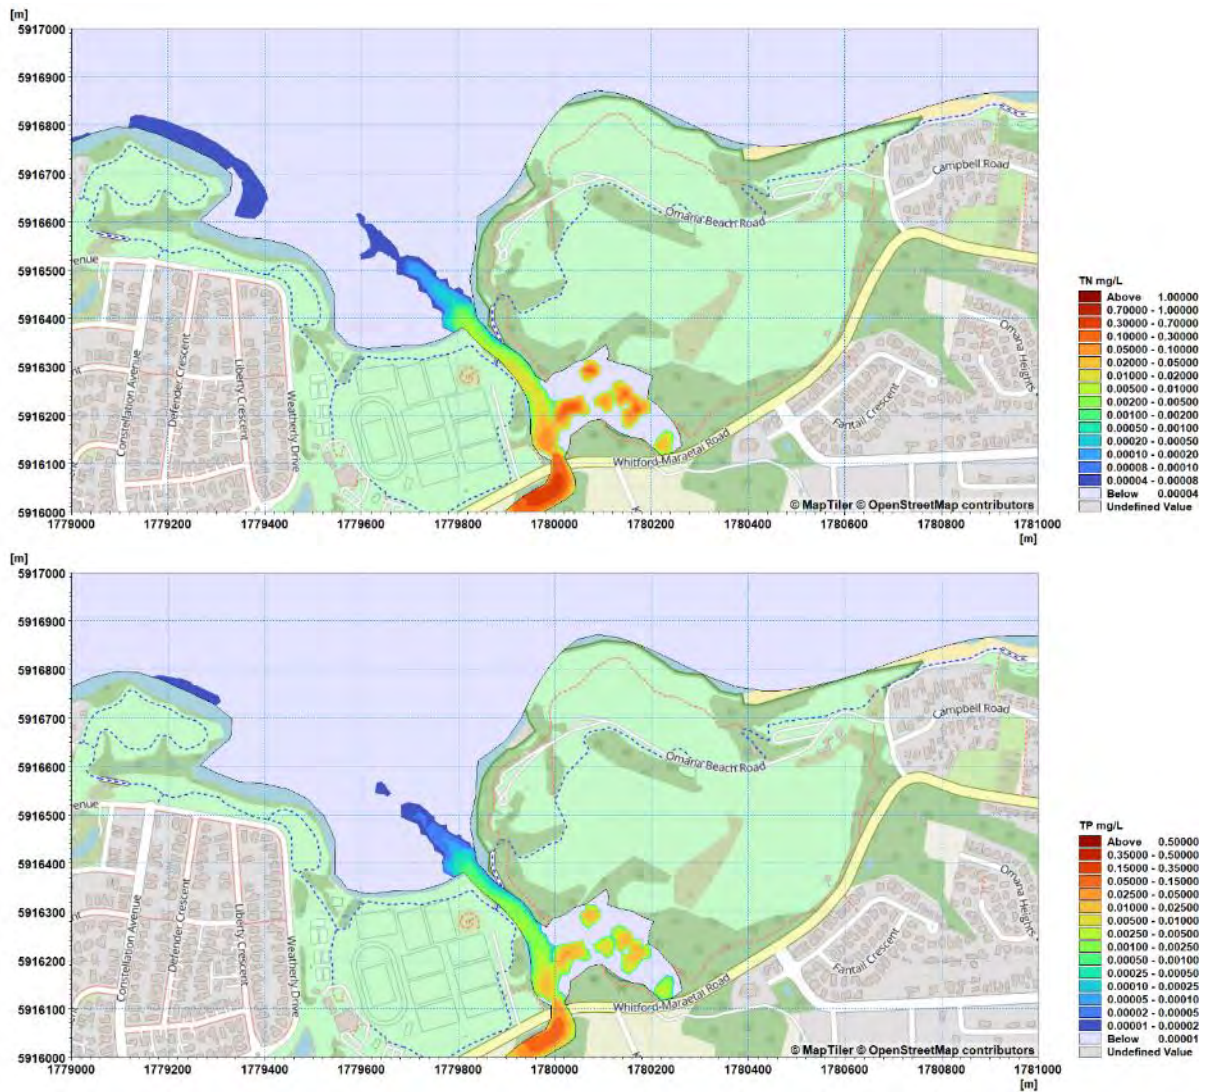 [m]
5917000
5916900
5916800
5916700
5916600
5916500
5916400
5916300
5916200
5916100
5916000
1779000 1779200 1779400 1779600 1779800 1780000 1780200 1780400 1780600 1780800 1781000
[m]
Campbell Road
Omana Beach Road
enue
Constellation Avenue
Defender Crescent
Liberty Crescent
Weatherly Drive
Omana Heights
Fantail Crescent
Whitford-Maraetai Road
© MapTiler © OpenStreetMap contributors
TN mg/L
Above 1.00000
0.70000 - 1.00000
0.30000 - 0.70000
0.10000 - 0.30000
0.05000 - 0.10000
0.02000 - 0.05000
0.01000 - 0.02000
0.00500 - 0.01000
0.00200 - 0.00500
0.00100 - 0.00200
0.00050 - 0.00100
0.00020 - 0.00050
0.00010 - 0.00020
0.00008 - 0.00010
0.00004 - 0.00008
Below 0.00004
Undefined Value
[m]
5917000
5916900
5916800
5916700
5916600
5916500
5916400
5916300
5916200
5916100
5916000
1779000 1779200 1779400 1779600 1779800 1780000 1780200 1780400 1780600 1780800 1781000
[m]
Campbell Road
Omana Beach Road
enue
Constellation Avenue
Defender Crescent
Liberty Crescent
Weatherly Drive
Omana Heights
Fantail Crescent
Whitford-Maraetai Road
© MapTiler © OpenStreetMap contributors
TP mg/L
Above 0.50000
0.35000 - 0.50000
0.15000 - 0.35000
0.05000 - 0.15000
0.02500 - 0.05000
0.01000 - 0.02500
0.00500 - 0.01000
0.00250 - 0.00500
0.00100 - 0.00250
0.00050 - 0.00100
0.00025 - 0.00050
0.00010 - 0.00025
0.00005 - 0.00010
0.00002 - 0.00005
0.00001 - 0.00002
Below 0.00001
Undefined Value